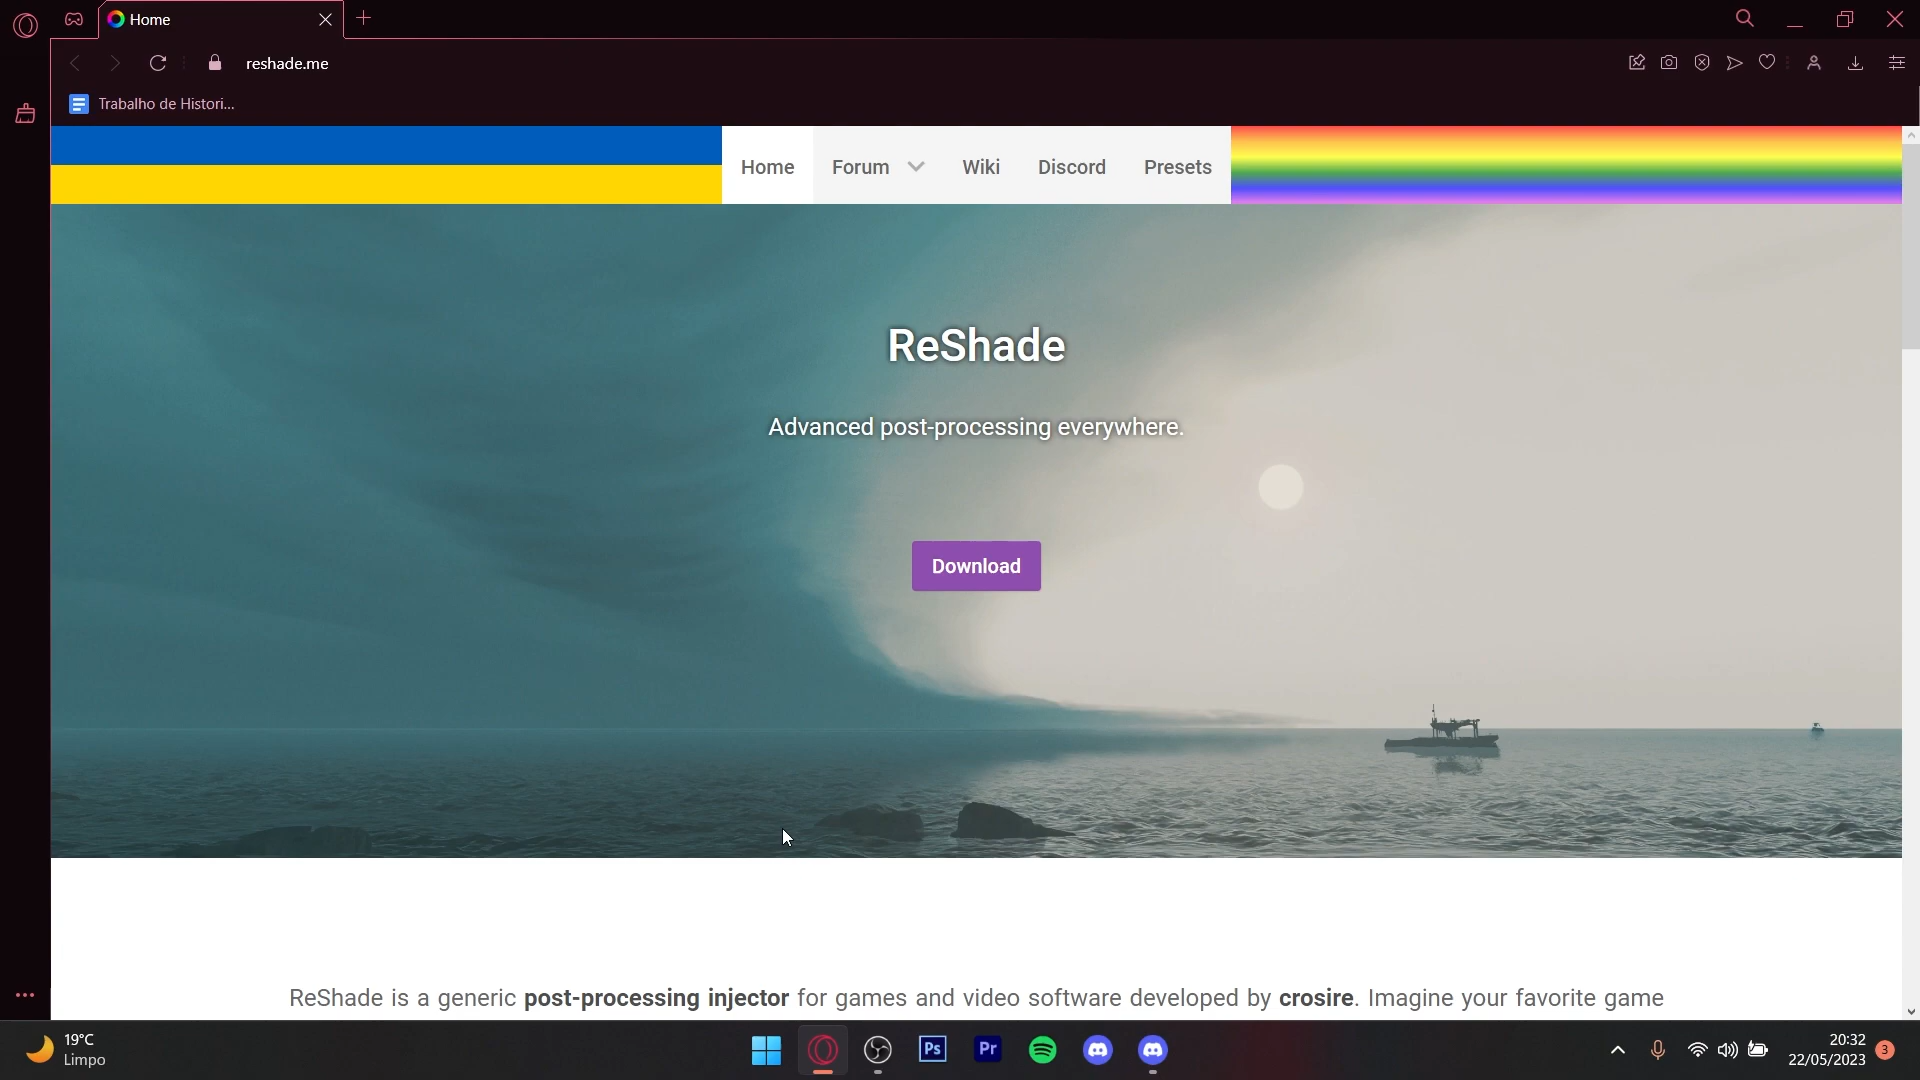 Home
reshade.me
Trabalho de Histori...
Home Forum Wiki Discord Presets
ReShade
Advanced post-processing everywhere.
Download
ReShade is a generic post-processing injector for games and video software developed by crosire. Imagine your favorite game
19°C
Limpo
Ps
Pr
20:32
22/05/2023
3